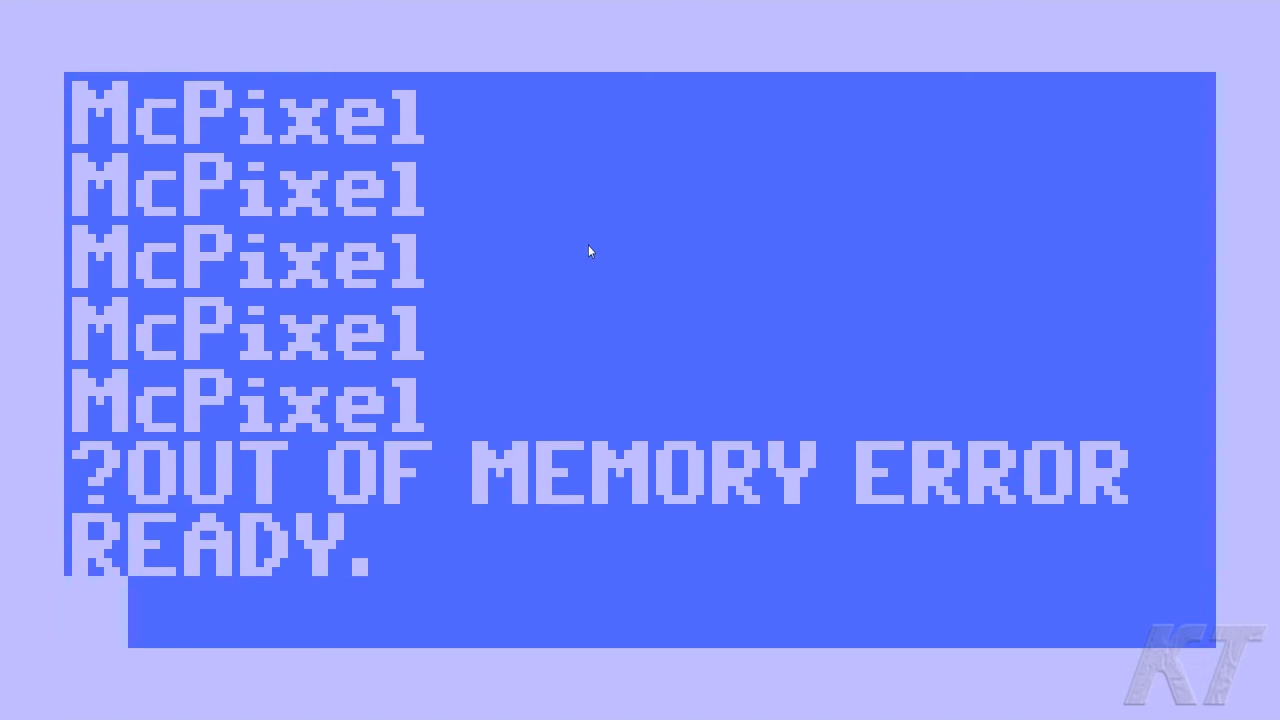 McPixel
McPixel
McPixel
McPixel
McPixel
?OUT OF MEMORY ERROR
READY.
KT